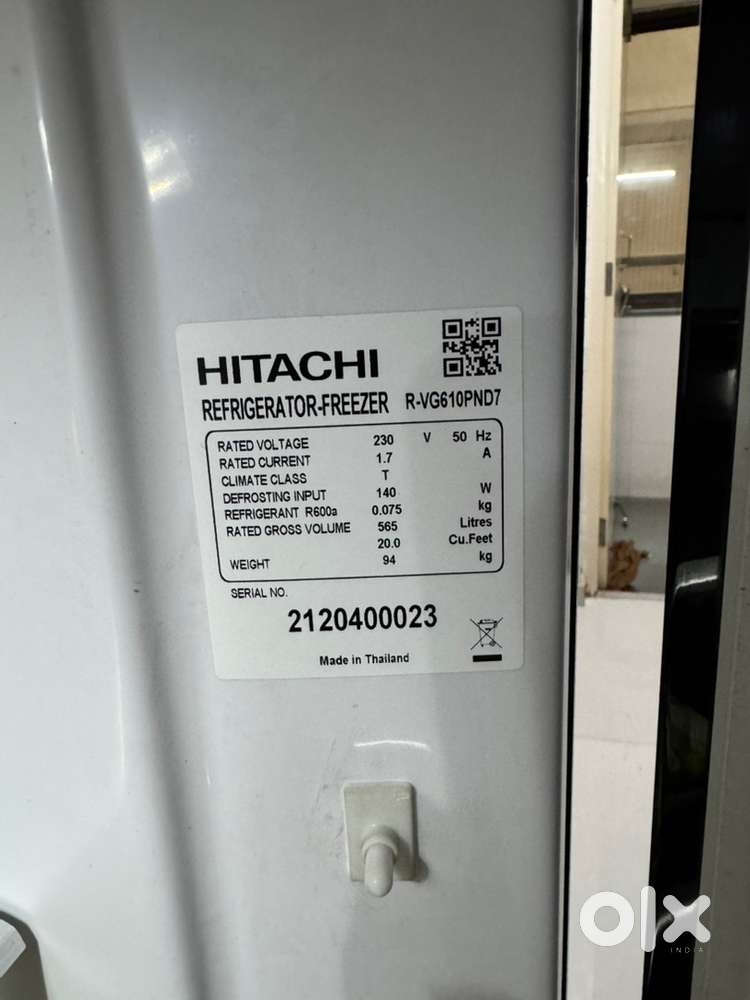 HITACHI
REFRIGERATOR-FREEZER R-VG610PND7
RATED VOLTAGE 230 V 50 Hz
RATED CURRENT 1.7 A
CLIMATE CLASS T
DEFROSTING INPUT 140 W
REFRIGERANT R600a 0.075 kg
RATED GROSS VOLUME 565 Litres
20.0 Cu.Feet
WEIGHT 94 kg
SERIAL NO.
2120400023
Made in Thailand
olx
INDIA